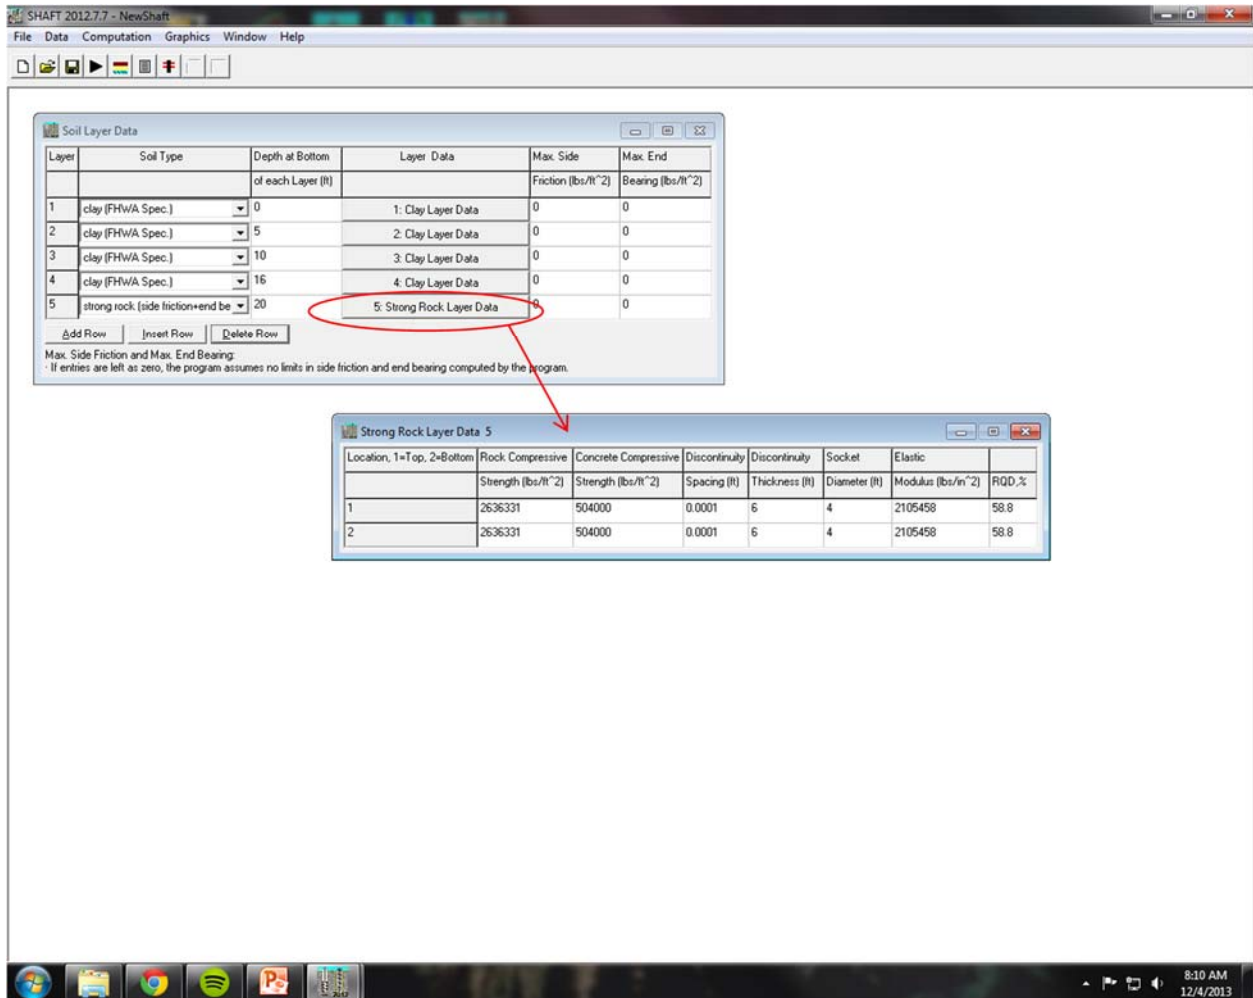 SHAFT 2012.7.7 - NewShaft
File Data Computation Graphics Window Help
Soil Layer Data
Layer Soil Type Depth at Bottom Layer Data Max. Side Max. End
of each Layer (ft) Friction (lbs/ft^2) Bearing (lbs/ft^2)
1 clay (FHWA Spec.) 0 1: Clay Layer Data 0 0
2 clay (FHWA Spec.) 5 2: Clay Layer Data 0 0
3 clay (FHWA Spec.) 10 3: Clay Layer Data 0 0
4 clay (FHWA Spec.) 16 4: Clay Layer Data 0 0
5 strong rock (side friction+end be 20 5: Strong Rock Layer Data 0 0
Add Row Insert Row Delete Row
Max. Side Friction and Max. End Bearing:
- If entries are left as zero, the program assumes no limits in side friction and end bearing computed by the program.
Strong Rock Layer Data 5
Location, 1=Top, 2=Bottom Rock Compressive Concrete Compressive Discontinuity Discontinuity Socket Elastic
Strength (lbs/ft^2) Strength (lbs/ft^2) Spacing (ft) Thickness (ft) Diameter (ft) Modulus (lbs/in^2) RQD,%
1 2636331 504000 0.0001 6 4 2105458 58.8
2 2636331 504000 0.0001 6 4 2105458 58.8
8:10 AM
12/4/2013